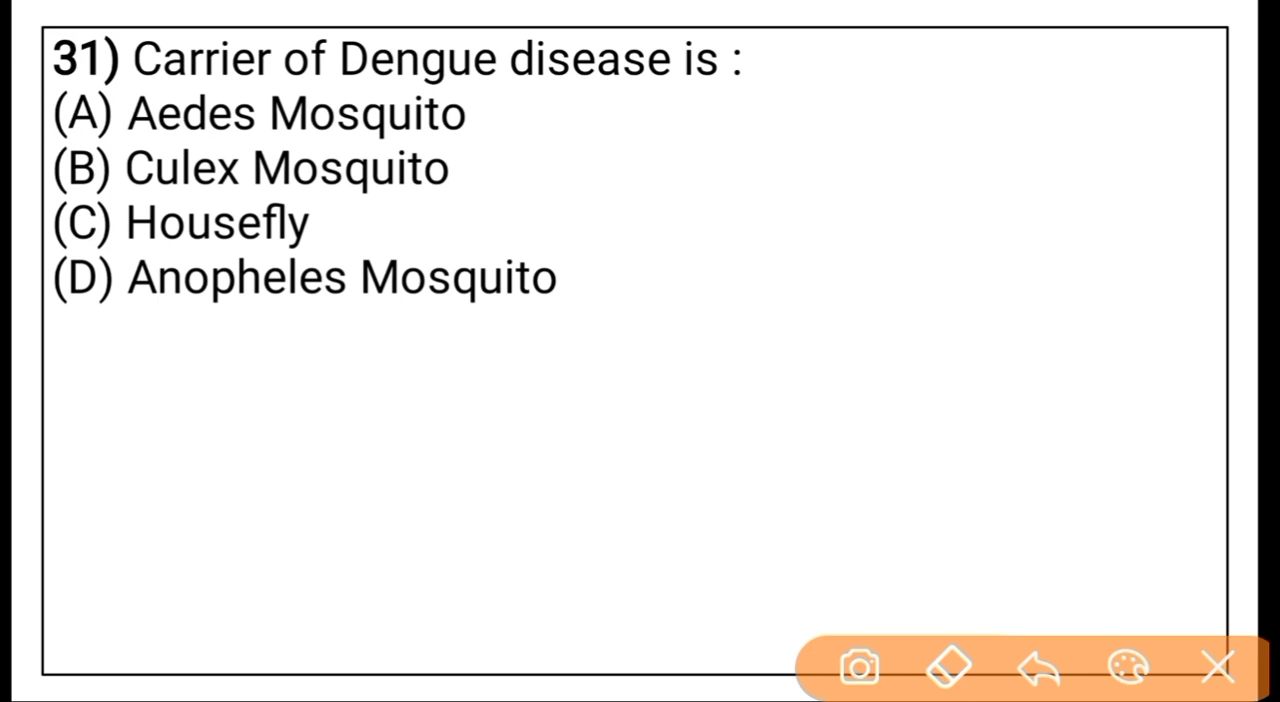 31) Carrier of Dengue disease is :
(A) Aedes Mosquito
(B) Culex Mosquito
(C) Housefly
(D) Anopheles Mosquito